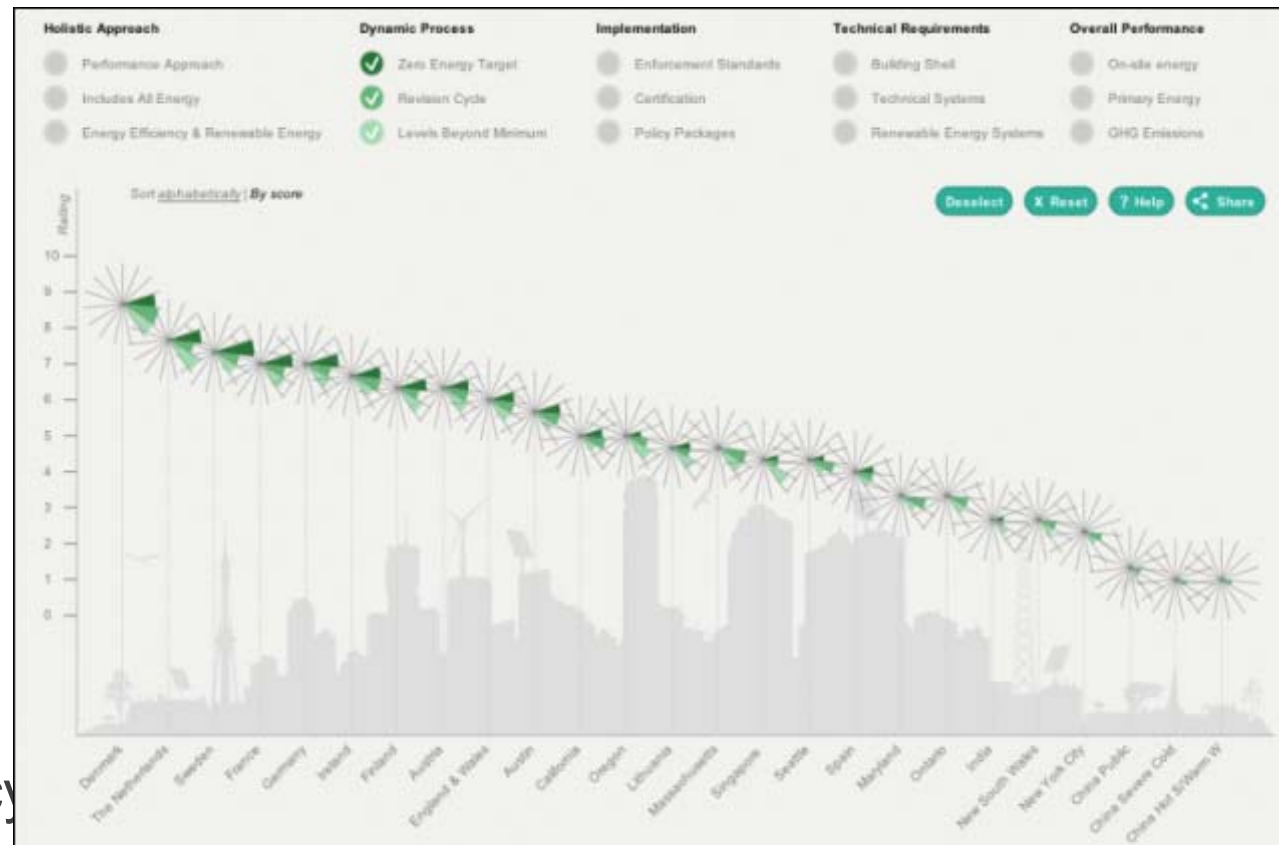 Holistic Approach
Performance Approach
Includes All Energy
Energy Efficiency & Renewable Energy
Dynamic Process
Zero Energy Target
Revision Cycle
Levels Beyond Minimum
Implementation
Enforcement Standards
Certification
Policy Packages
Technical Requirements
Building Shell
Technical Systems
Renewable Energy Systems
Overall Performance
On-site energy
Primary Energy
GHG Emissions
Sort alphabetically | By score
Deselect
X Reset
? Help
Share
Rating
10
9
8
7
6
5
4
3
2
1
0
Denmark
The Netherlands
Sweden
France
Germany
Ireland
Finland
Austria
England & Wales
Austin
California
Oregon
Lithuania
Massachusetts
Singapore
Seattle
Spain
Maryland
Ontario
India
New South Wales
New York City
China Public
China Severe Cold
China Hot S/Warm W